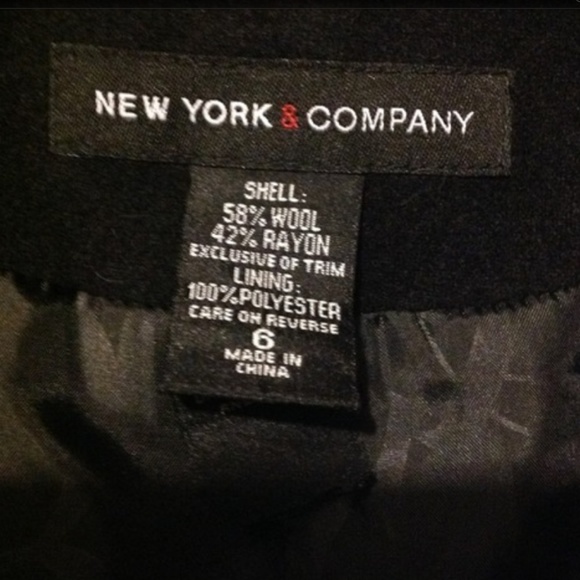 NEW YORK & COMPANY
SHELL:
58% WOOL
42% RAYON
EXCLUSIVE OF TRIM
LINING:
100%POLYESTER
CARE ON REVERSE
6
MADE IN
CHINA